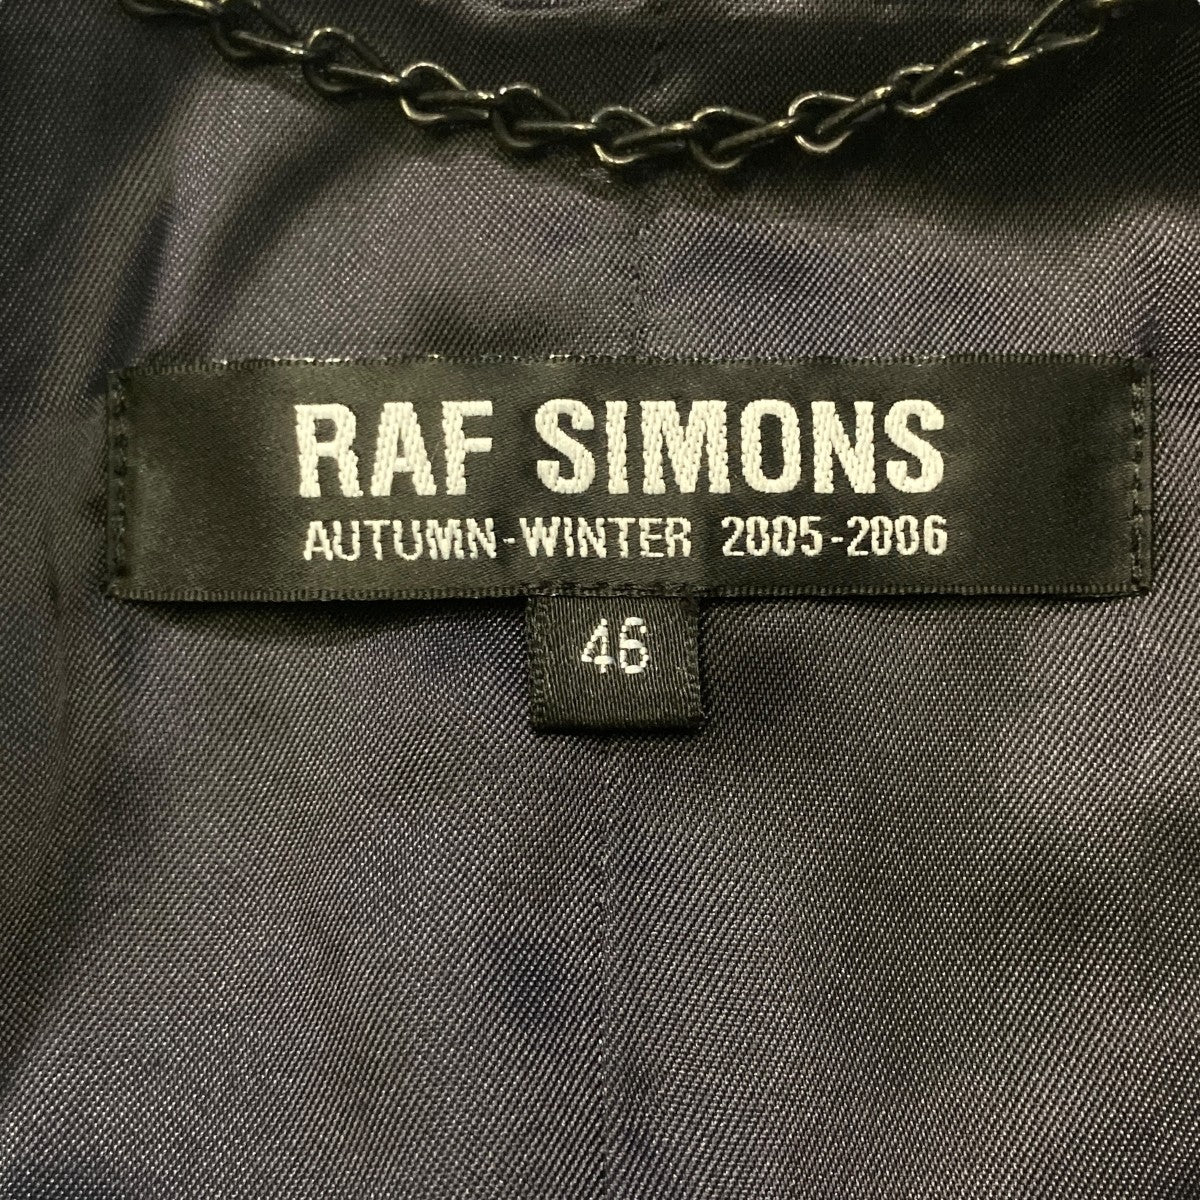 RAF SIMONS
AUTUMN-WINTER 2005-2006
46